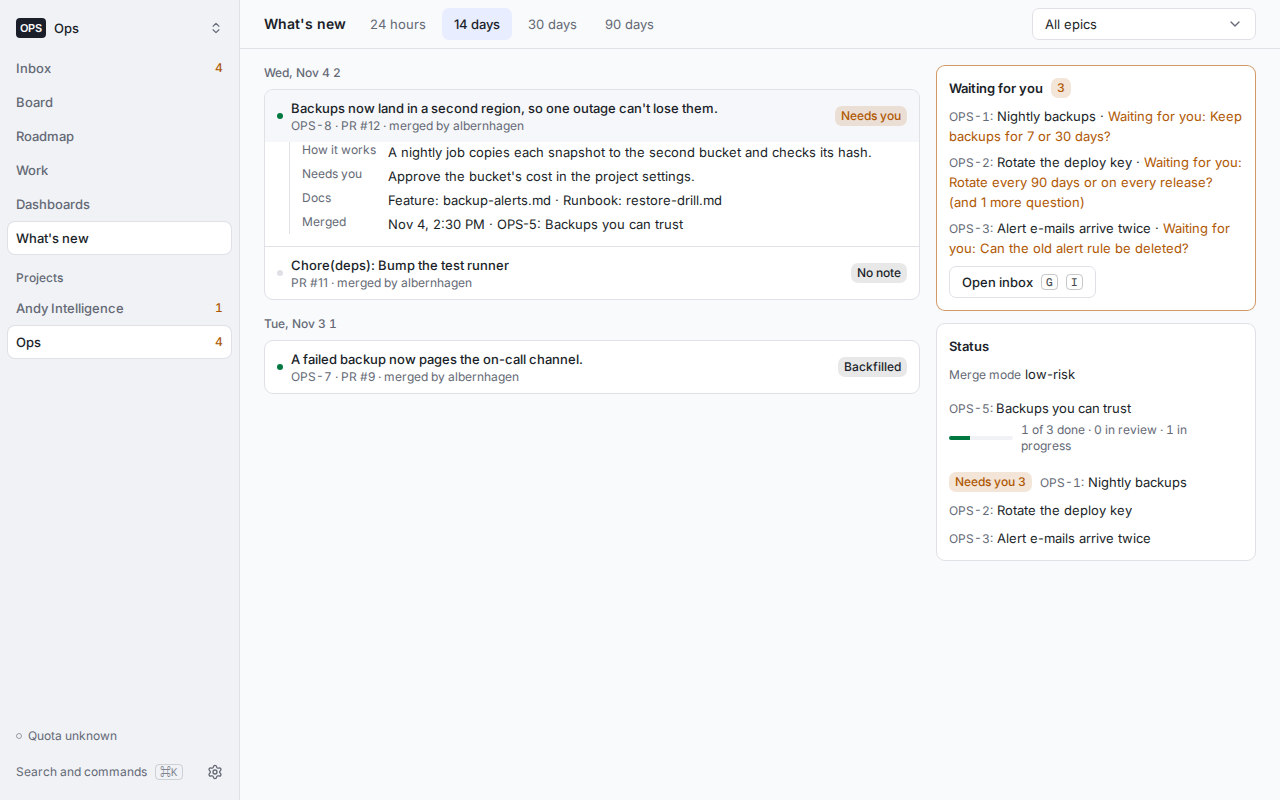 OPS Ops
Inbox 4
Board
Roadmap
Work
Dashboards
What's new
Projects
Andy Intelligence 1
Ops 4
Quota unknown
Search and commands ⌘K
What's new 24 hours 14 days 30 days 90 days All epics
Wed, Nov 4 2
Backups now land in a second region, so one outage can't lose them.
OPS-8 · PR #12 · merged by albernhagen
Needs you
How it works A nightly job copies each snapshot to the second bucket and checks its hash.
Needs you Approve the bucket's cost in the project settings.
Docs Feature: backup-alerts.md · Runbook: restore-drill.md
Merged Nov 4, 2:30 PM · OPS-5: Backups you can trust
Chore(deps): Bump the test runner
PR #11 · merged by albernhagen
No note
Tue, Nov 3 1
A failed backup now pages the on-call channel.
OPS-7 · PR #9 · merged by albernhagen
Backfilled
Waiting for you 3
OPS-1: Nightly backups · Waiting for you: Keep
backups for 7 or 30 days?
OPS-2: Rotate the deploy key · Waiting for you:
Rotate every 90 days or on every release?
(and 1 more question)
OPS-3: Alert e-mails arrive twice · Waiting for
you: Can the old alert rule be deleted?
Open inbox G I
Status
Merge mode low-risk
OPS-5: Backups you can trust
1 of 3 done · 0 in review · 1 in
progress
Needs you 3 OPS-1: Nightly backups
OPS-2: Rotate the deploy key
OPS-3: Alert e-mails arrive twice